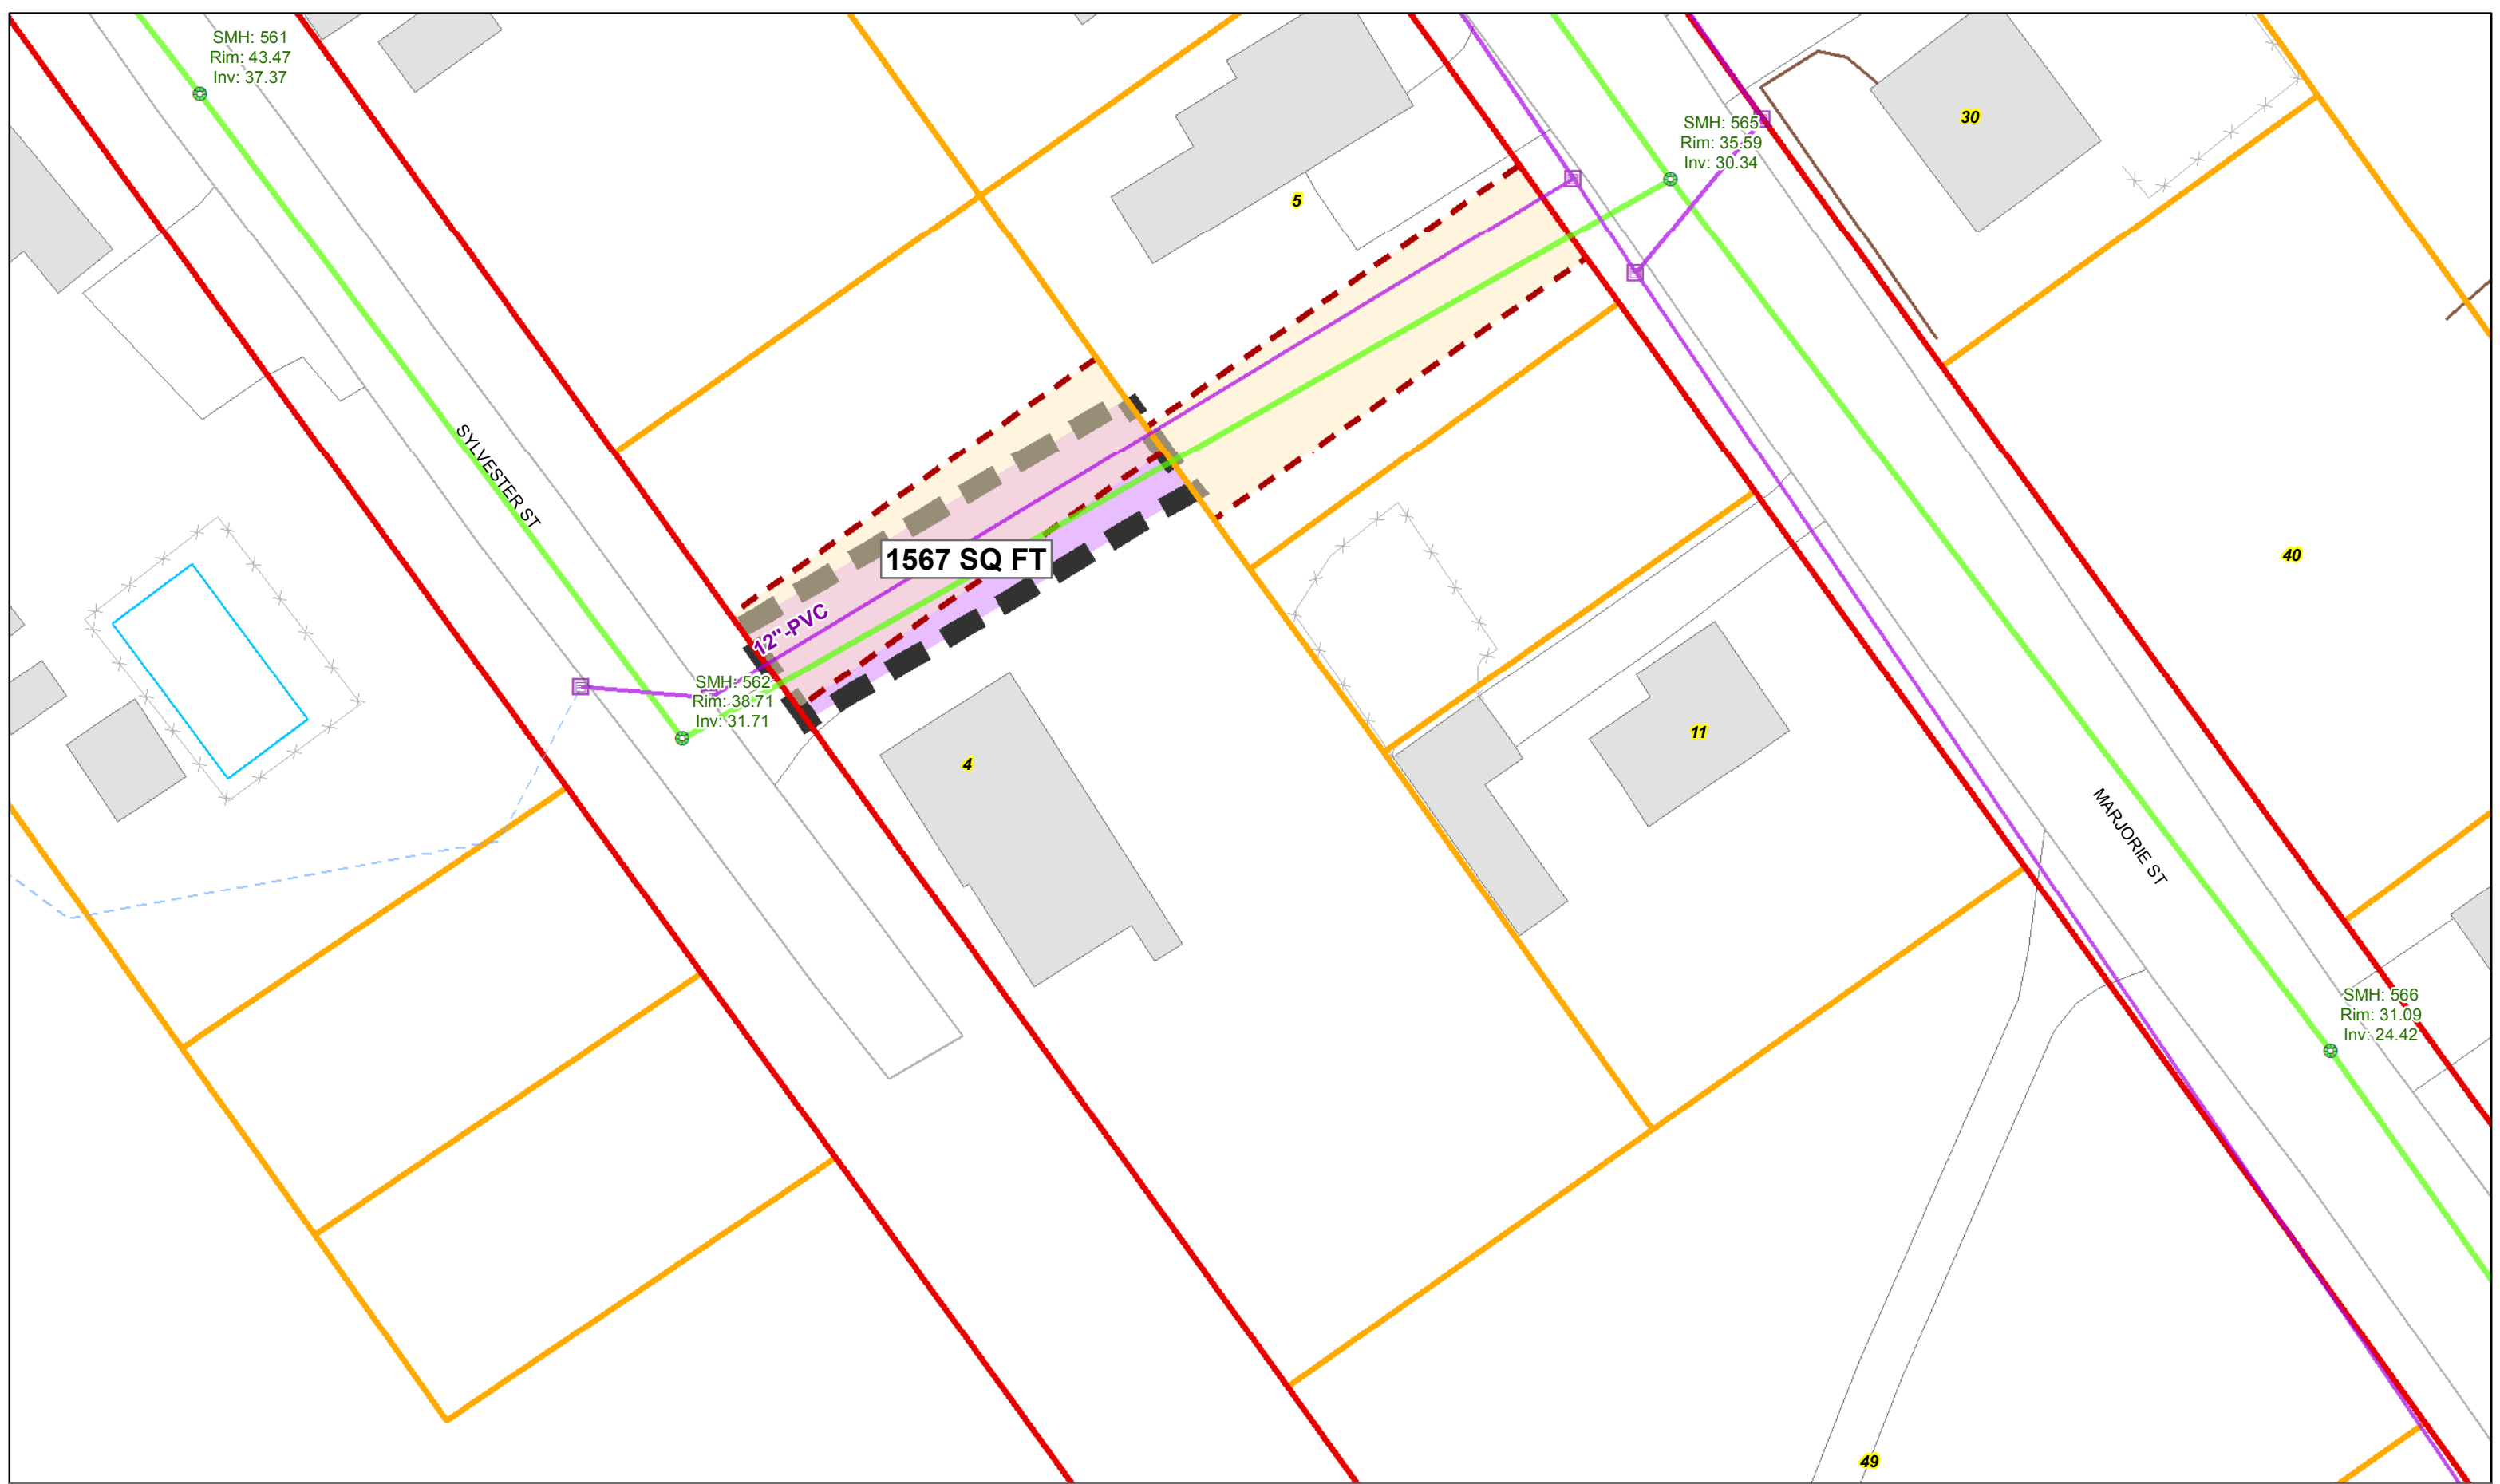 SMH: 561
Rim: 43.47
Inv: 37.37
SMH: 565
Rim: 35.59
Inv: 30.34
30
5
SYLVESTER ST
1567 SQ FT
40
12"-PVC
SMH: 562
Rim: 38.71
Inv: 31.71
4
11
MARJORIE ST
SMH: 566
Rim: 31.09
Inv: 24.42
49